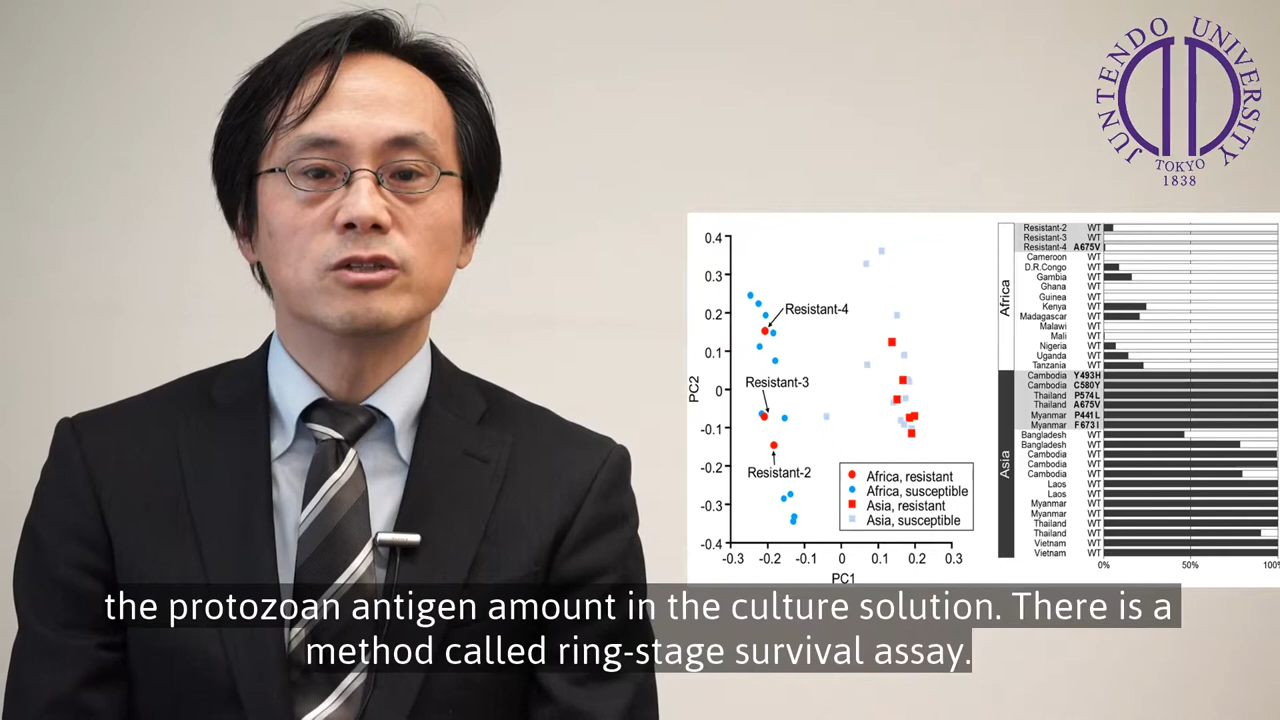 JUNTENDO UNIVERSITY
TOKYO
1838
0.4
0.3
0.2
0.1
0
-0.1
-0.2
-0.3
-0.4
PC2
-0.3 -0.2 -0.1 0 0.1 0.2 0.3
PC1
Resistant-4
Resistant-3
Resistant-2
Africa, resistant
Africa, susceptible
Asia, resistant
Asia, susceptible
Africa
Resistant-2 WT
Resistant-3 WT
Resistant-4 A675V
Cameroon WT
D.R.Congo WT
Gambia WT
Ghana WT
Guinea WT
Kenya WT
Madagascar WT
Malawi WT
Mali WT
Nigeria WT
Uganda WT
Tanzania WT
Asia
Cambodia Y493H
Cambodia C580Y
Thailand P574L
Thailand A675V
Myanmar P441L
Myanmar F673I
Bangladesh WT
Bangladesh WT
Cambodia WT
Cambodia WT
Cambodia WT
Laos WT
Laos WT
Myanmar WT
Myanmar WT
Thailand WT
Thailand WT
Vietnam WT
Vietnam WT
0% 50% 100%
the protozoan antigen amount in the culture solution. There is a
method called ring-stage survival assay.